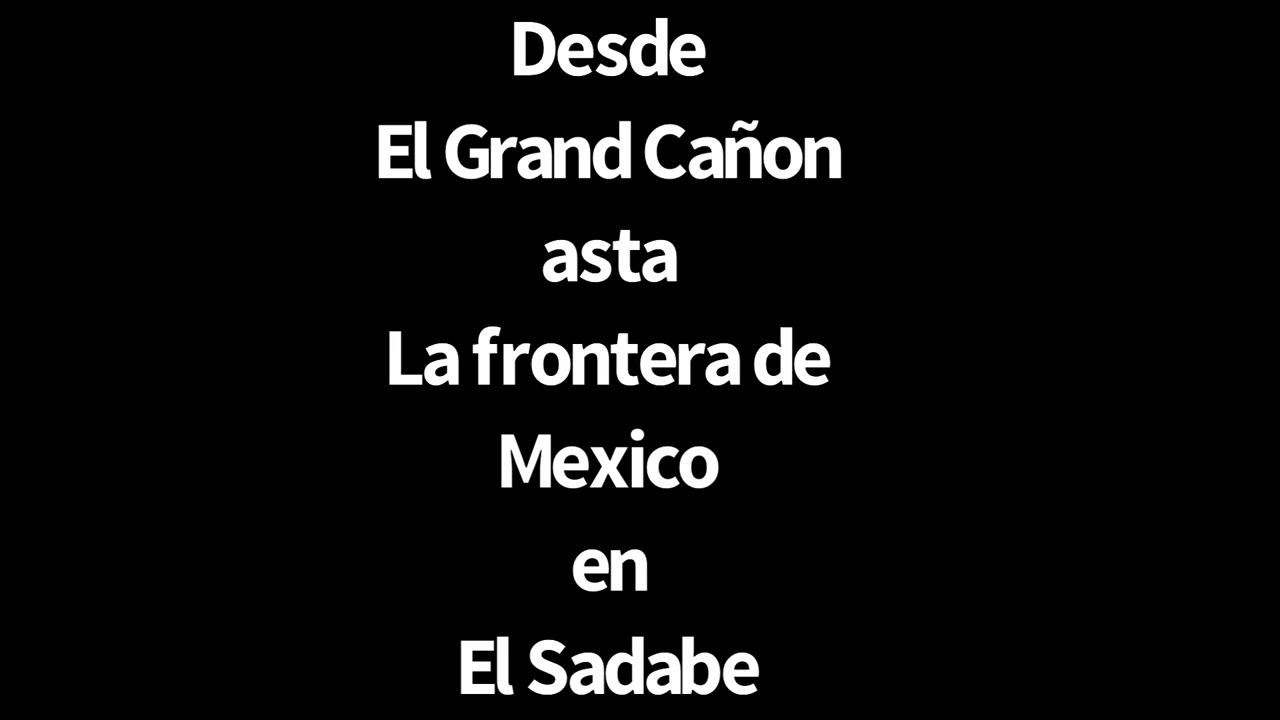 Desde
El Grand Cañon
asta
La frontera de
Mexico
en
El Sadabe